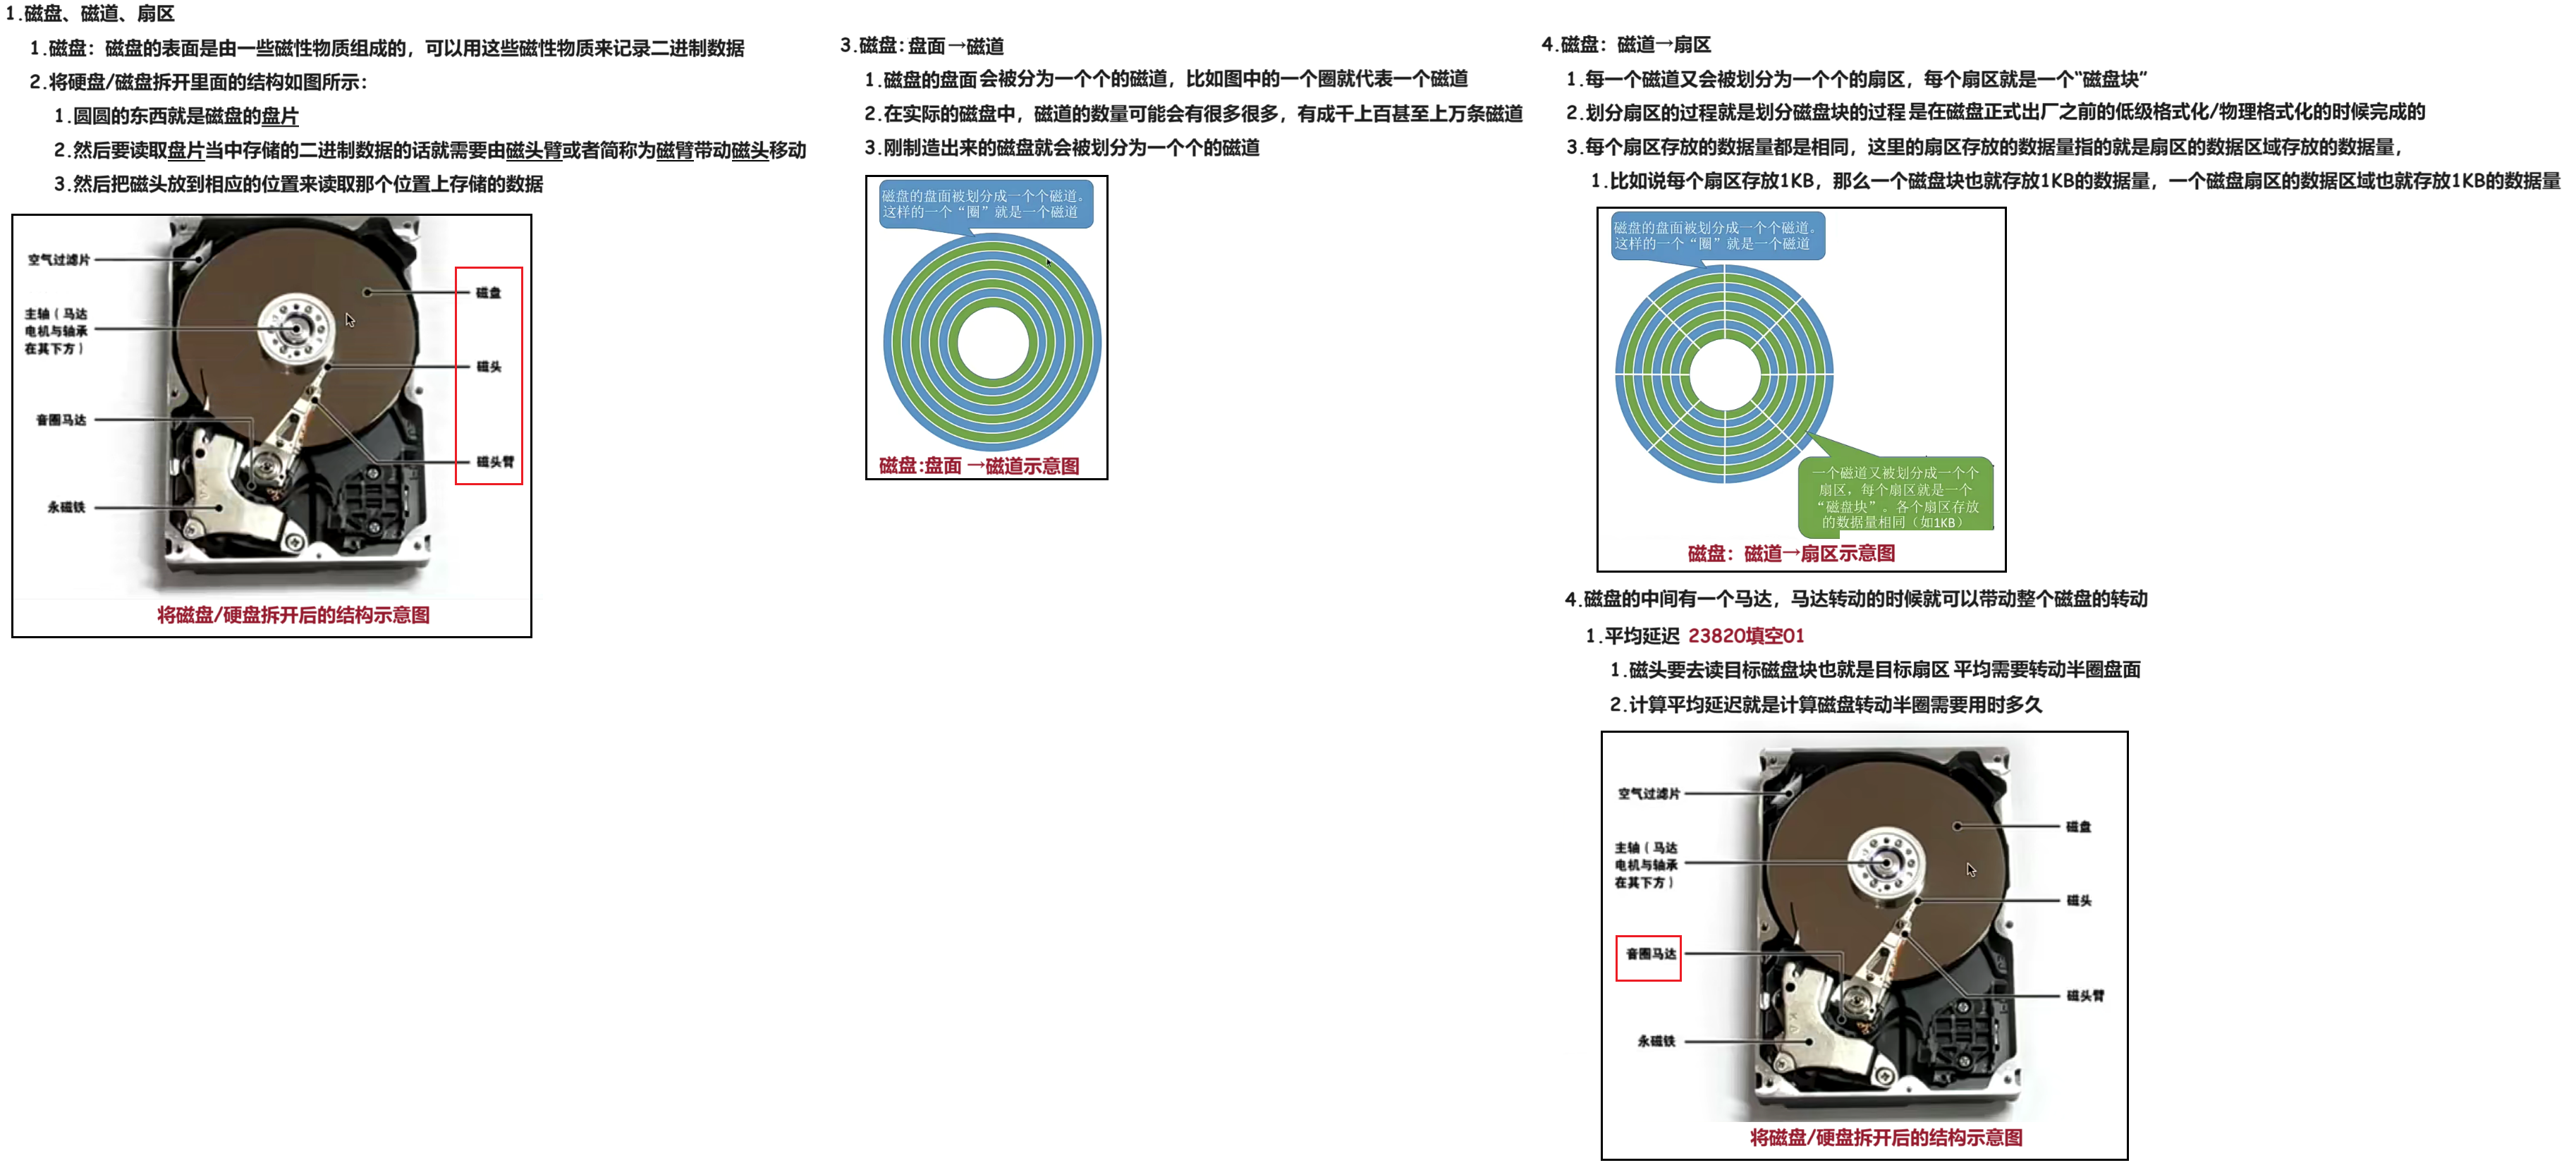 1.磁盘、磁道、扇区
1.磁盘：磁盘的表面是由一些磁性物质组成的，可以用这些磁性物质来记录二进制数据
2.将硬盘/磁盘拆开里面的结构如图所示：
1.圆圆的东西就是磁盘的盘片
2.然后要读取盘片当中存储的二进制数据的话就需要由磁头臂或者简称为磁臂带动磁头移动
3.然后把磁头放到相应的位置来读取那个位置上存储的数据
空气过滤片
磁盘
主轴（马达
电机与轴承
在其下方）
磁头
音圈马达
磁头臂
永磁铁
将磁盘/硬盘拆开后的结构示意图
3.磁盘：盘面→磁道
1.磁盘的盘面会被分为一个个的磁道，比如图中的一个圈就代表一个磁道
2.在实际的磁盘中，磁道的数量可能会有很多很多，有成千上百甚至上万条磁道
3.刚制造出来的磁盘就会被划分为一个个的磁道
磁盘的盘面被划分成一个个磁道。
这样的一个“圈”就是一个磁道
磁盘:盘面→磁道示意图
4.磁盘：磁道→扇区
1.每一个磁道又会被划分为一个个的扇区，每个扇区就是一个“磁盘块”
2.划分扇区的过程就是划分磁盘块的过程 是在磁盘正式出厂之前的低级格式化/物理格式化的时候完成的
3.每个扇区存放的数据量都是相同，这里的扇区存放的数据量指的就是扇区的数据区域存放的数据量，
1.比如说每个扇区存放1KB，那么一个磁盘块也就存放1KB的数据量，一个磁盘扇区的数据区域也就存放1KB的数据量
磁盘的盘面被划分成一个个磁道。
这样的一个“圈”就是一个磁道
一个磁道又被划分成一个个
扇区，每个扇区就是一个
“磁盘块”。各个扇区存放
的数据量相同（如1KB）
磁盘：磁道→扇区示意图
4.磁盘的中间有一个马达，马达转动的时候就可以带动整个磁盘的转动
1.平均延迟 23820填空01
1.磁头要去读目标磁盘块也就是目标扇区 平均需要转动半圈盘面
2.计算平均延迟就是计算磁盘转动半圈需要用时多久
空气过滤片
磁盘
主轴（马达
电机与轴承
在其下方）
磁头
音圈马达
磁头臂
永磁铁
将磁盘/硬盘拆开后的结构示意图